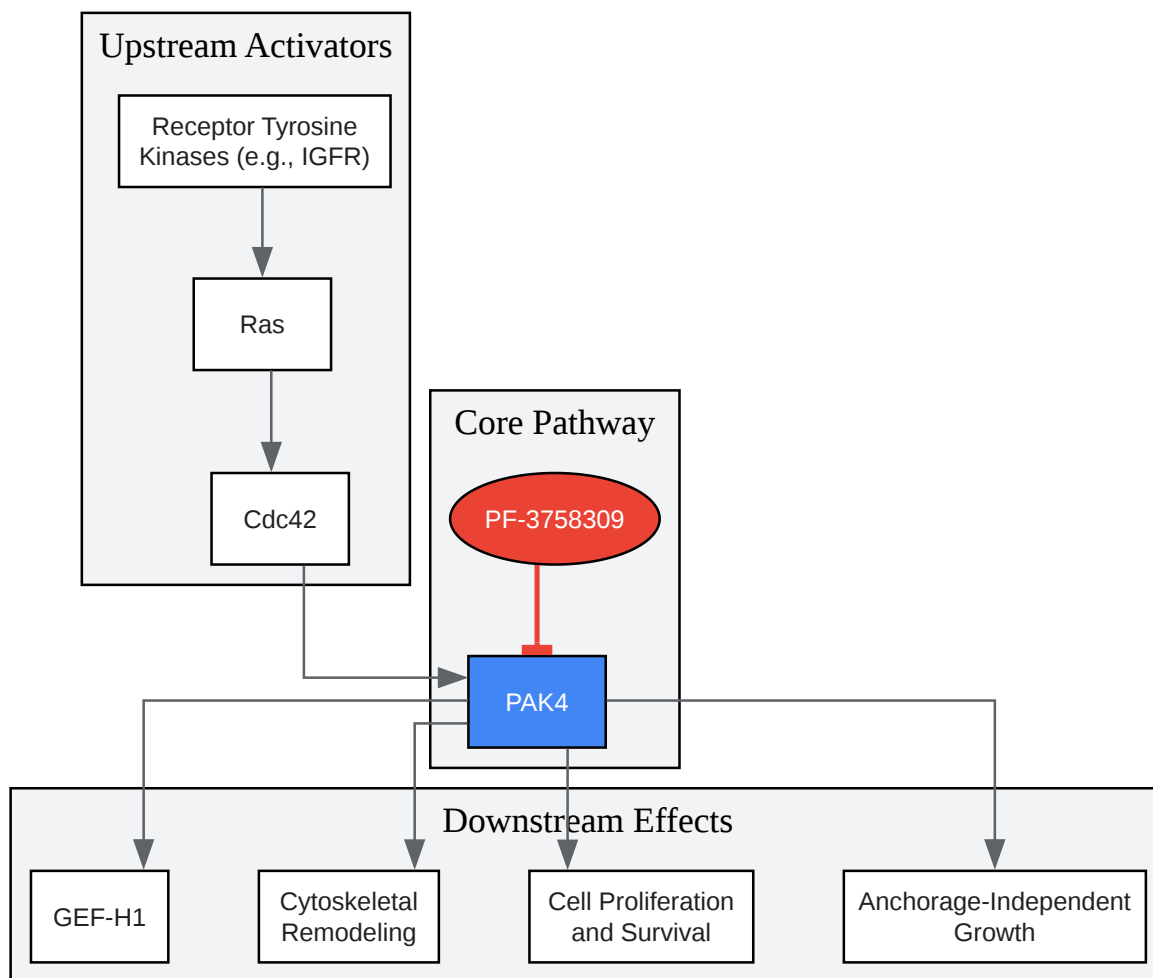 Upstream Activators
Receptor Tyrosine
Kinases (e.g., IGFR)
Ras
Cdc42
Core Pathway
PF-3758309
PAK4
Downstream Effects
GEF-H1
Cytoskeletal
Remodeling
Cell Proliferation
and Survival
Anchorage-Independent
Growth